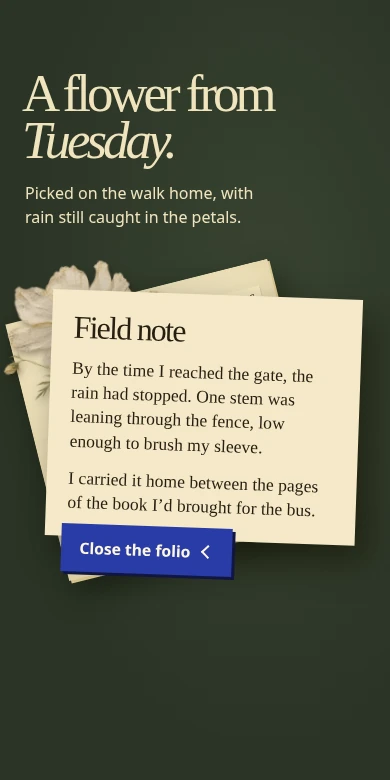 A flower from
Tuesday.
Picked on the walk home, with
rain still caught in the petals.
Field note
By the time I reached the gate, the
rain had stopped. One stem was
leaning through the fence, low
enough to brush my sleeve.
I carried it home between the pages
of the book I’d brought for the bus.
Close the folio